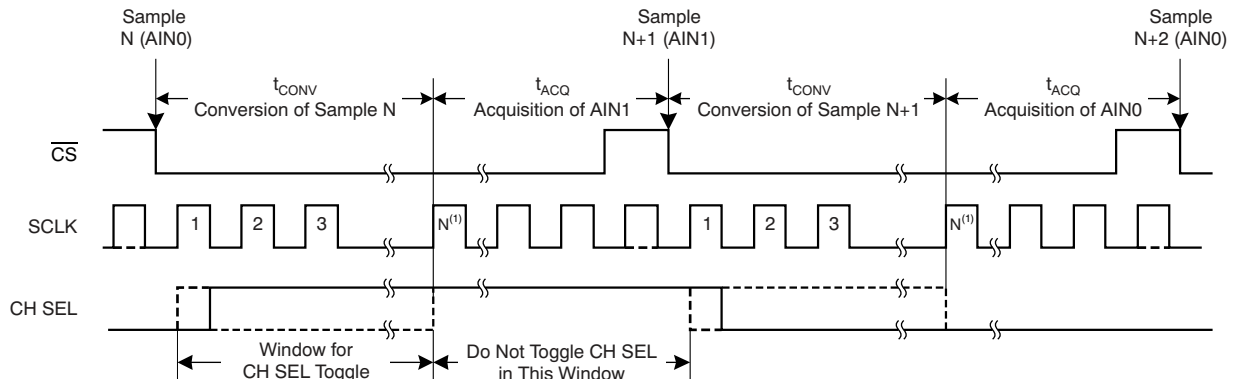 Sample
N (AIN0)
Sample
N+1 (AIN1)
Sample
N+2 (AIN0)
tCONV
Conversion of Sample N
tACQ
Acquisition of AIN1
tCONV
Conversion of Sample N+1
tACQ
Acquisition of AIN0
CS
SCLK
1
2
3
N(1)
1
2
3
N(1)
CH SEL
Window for
CH SEL Toggle
Do Not Toggle CH SEL
in This Window